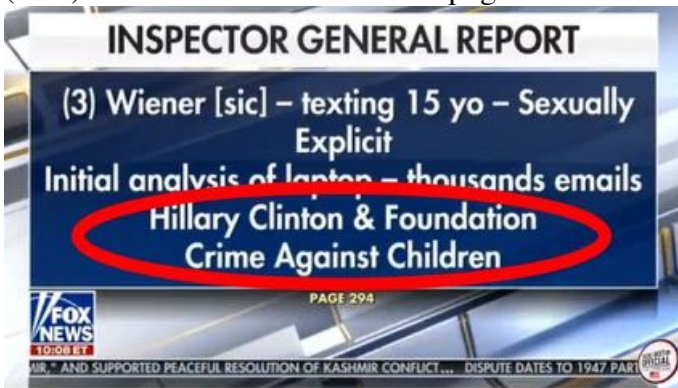 INSPECTOR GENERAL REPORT
(3) Wiener [sic] – texting 15 yo – Sexually
Explicit
Initial analysis of laptop – thousands emails
Hillary Clinton & Foundation
Crime Against Children
PAGE 294
FOX
NEWS
10:08 ET
AND SUPPORTED PEACEFUL RESOLUTION OF KASHMIR CONFLICT... DISPUTE DATES TO 1947